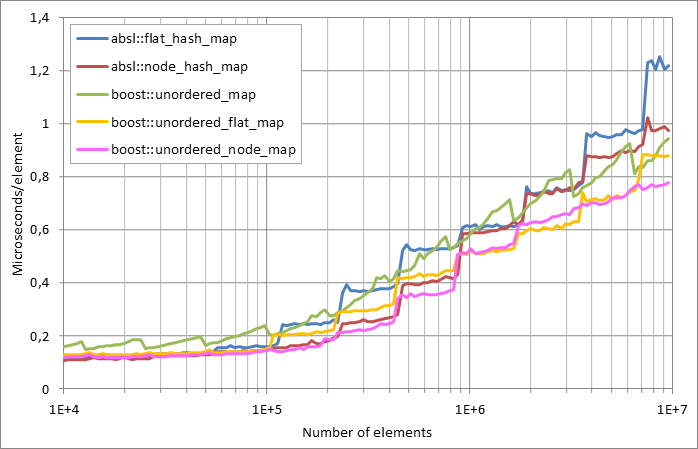 1,4
1,2
1
0,8
0,6
0,4
0,2
0
Microseconds/element
absl::flat_hash_map
absl::node_hash_map
boost::unordered_map
boost::unordered_flat_map
boost::unordered_node_map
1E+4 1E+5 1E+6 1E+7
Number of elements